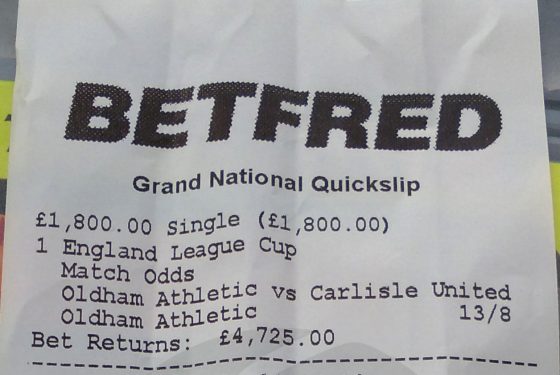 BETFRED
Grand National Quickslip
£1,800.00 Single (£1,800.00)
1 England League Cup
Match Odds
Oldham Athletic vs Carlisle United
Oldham Athletic 13/8
Bet Returns: £4,725.00